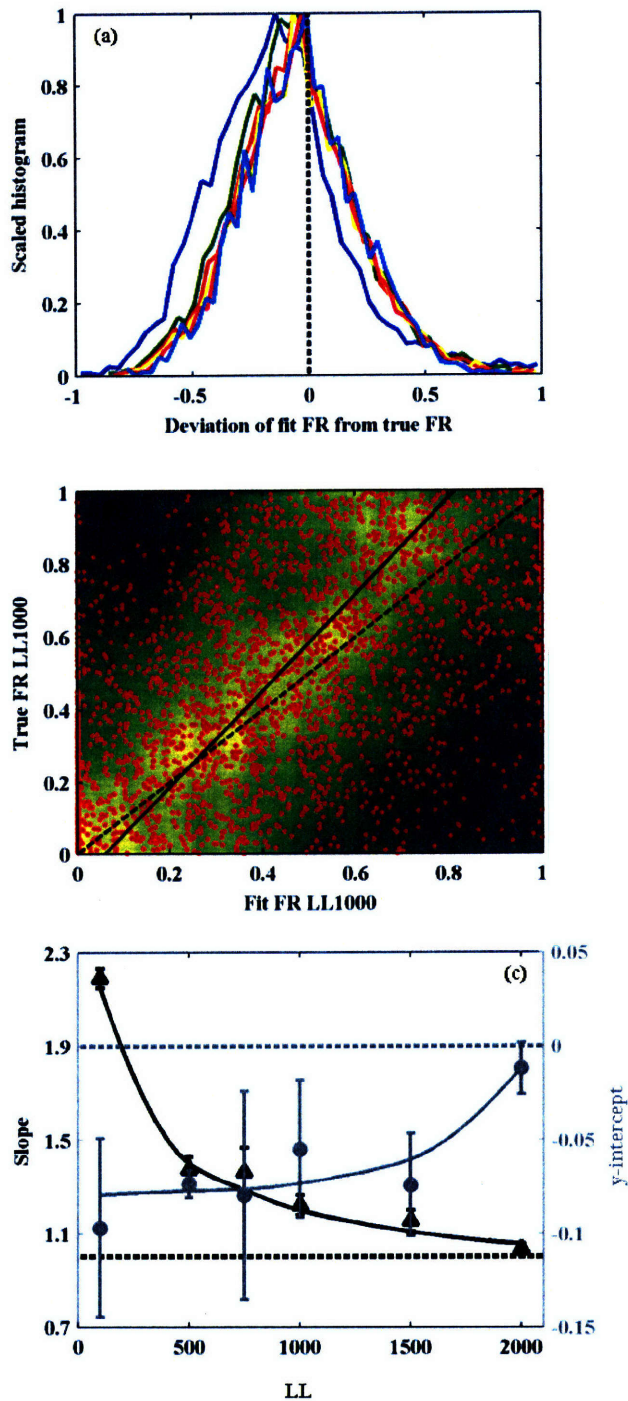 (a)
1
0.8
0.6
0.4
0.2
0
Scaled histogram
-1 -0.5 0 0.5 1
Deviation of fit FR from true FR
1
0.8
0.6
0.4
0.2
0
True FR LL1000
0.2 0.4 0.6 0.8 1
Fit FR LL1000
(c)
2.3
1.9
1.5
1.1
0.7
Slope
0.05
0
-0.05
-0.1
-0.15
y-intercept
0 500 1000 1500 2000
LL